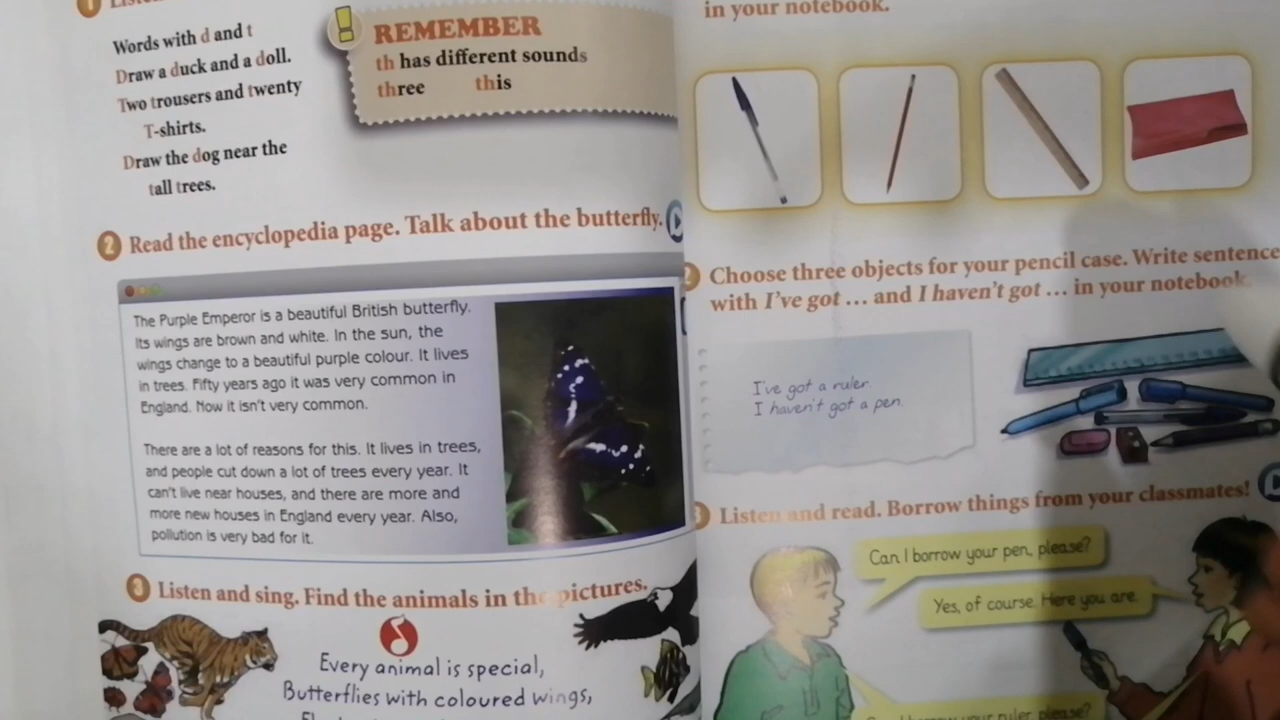 1
Words with d and t
Draw a duck and a doll.
Two trousers and twenty
T-shirts.
Draw the dog near the
tall trees.
REMEMBER
th has different sounds
three this
2 Read the encyclopedia page. Talk about the butterfly.
The Purple Emperor is a beautiful British butterfly.
Its wings are brown and white. In the sun, the
wings change to a beautiful purple colour. It lives
in trees. Fifty years ago it was very common in
England. Now it isn't very common.
There are a lot of reasons for this. It lives in trees,
and people cut down a lot of trees every year. It
can't live near houses, and there are more and
more new houses in England every year. Also,
pollution is very bad for it.
3 Listen and sing. Find the animals in the pictures.
Every animal is special,
Butterflies with coloured wings,
in your notebook.
2 Choose three objects for your pencil case. Write sentence
with I've got ... and I haven't got ... in your notebook.
I've got a ruler.
I haven't got a pen.
Listen and read. Borrow things from your classmates!
Can I borrow your pen, please?
Yes, of course. Here you are.
borrow your ruler, please?